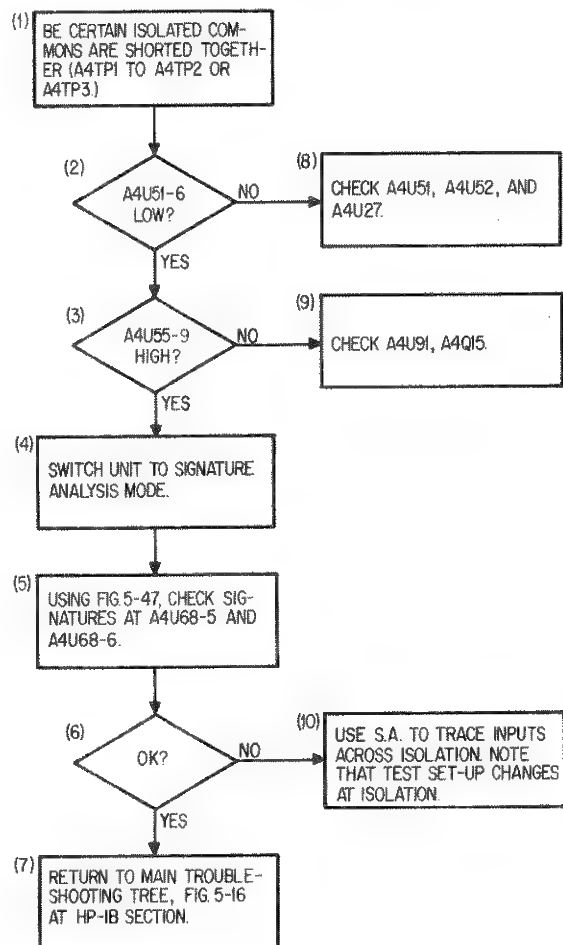 (1)
BE CERTAIN ISOLATED COM-
MONS ARE SHORTED TOGETH-
ER (A4TP1 TO A4TP2 OR
A4TP3.)
(2)
A4U51-6
LOW?
NO
YES
(8)
CHECK A4U51, A4U52, AND
A4U27.
(3)
A4U55-9
HIGH?
NO
YES
(9)
CHECK A4U91, A4Q15.
(4)
SWITCH UNIT TO SIGNATURE
ANALYSIS MODE.
(5)
USING FIG. 5-47, CHECK SIG-
NATURES AT A4U68-5 AND
A4U68-6.
(6)
OK?
NO
YES
(10)
USE S.A. TO TRACE INPUTS
ACROSS ISOLATION. NOTE
THAT TEST SET-UP CHANGES
AT ISOLATION.
(7)
RETURN TO MAIN TROUBLE-
SHOOTING TREE, FIG. 5-16
AT HP-IB SECTION.